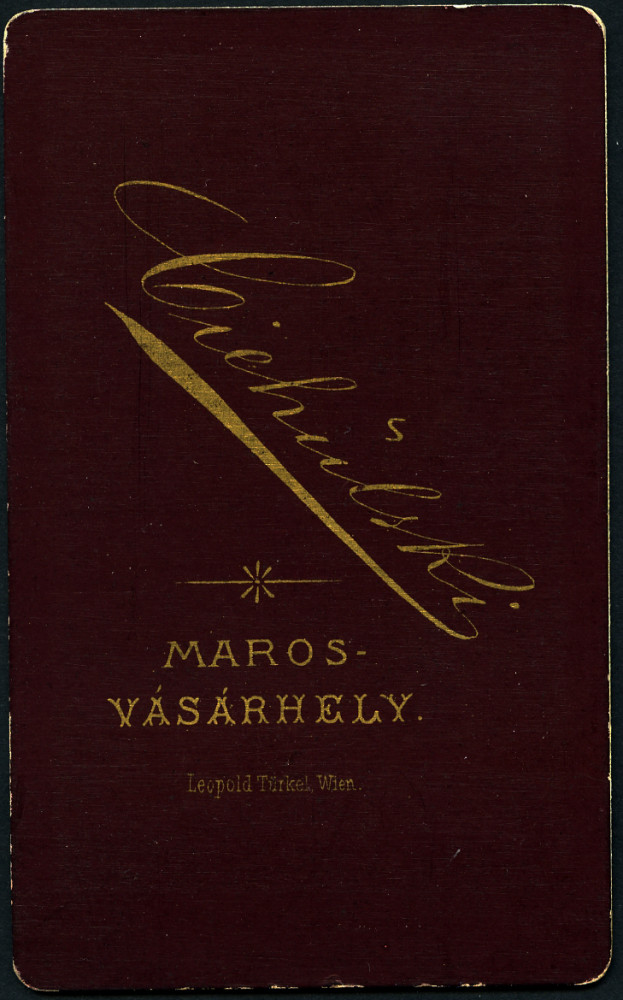 Ciehulski
MAROS-
VÁSÁRHELY.
Leopold Türkel, Wien.